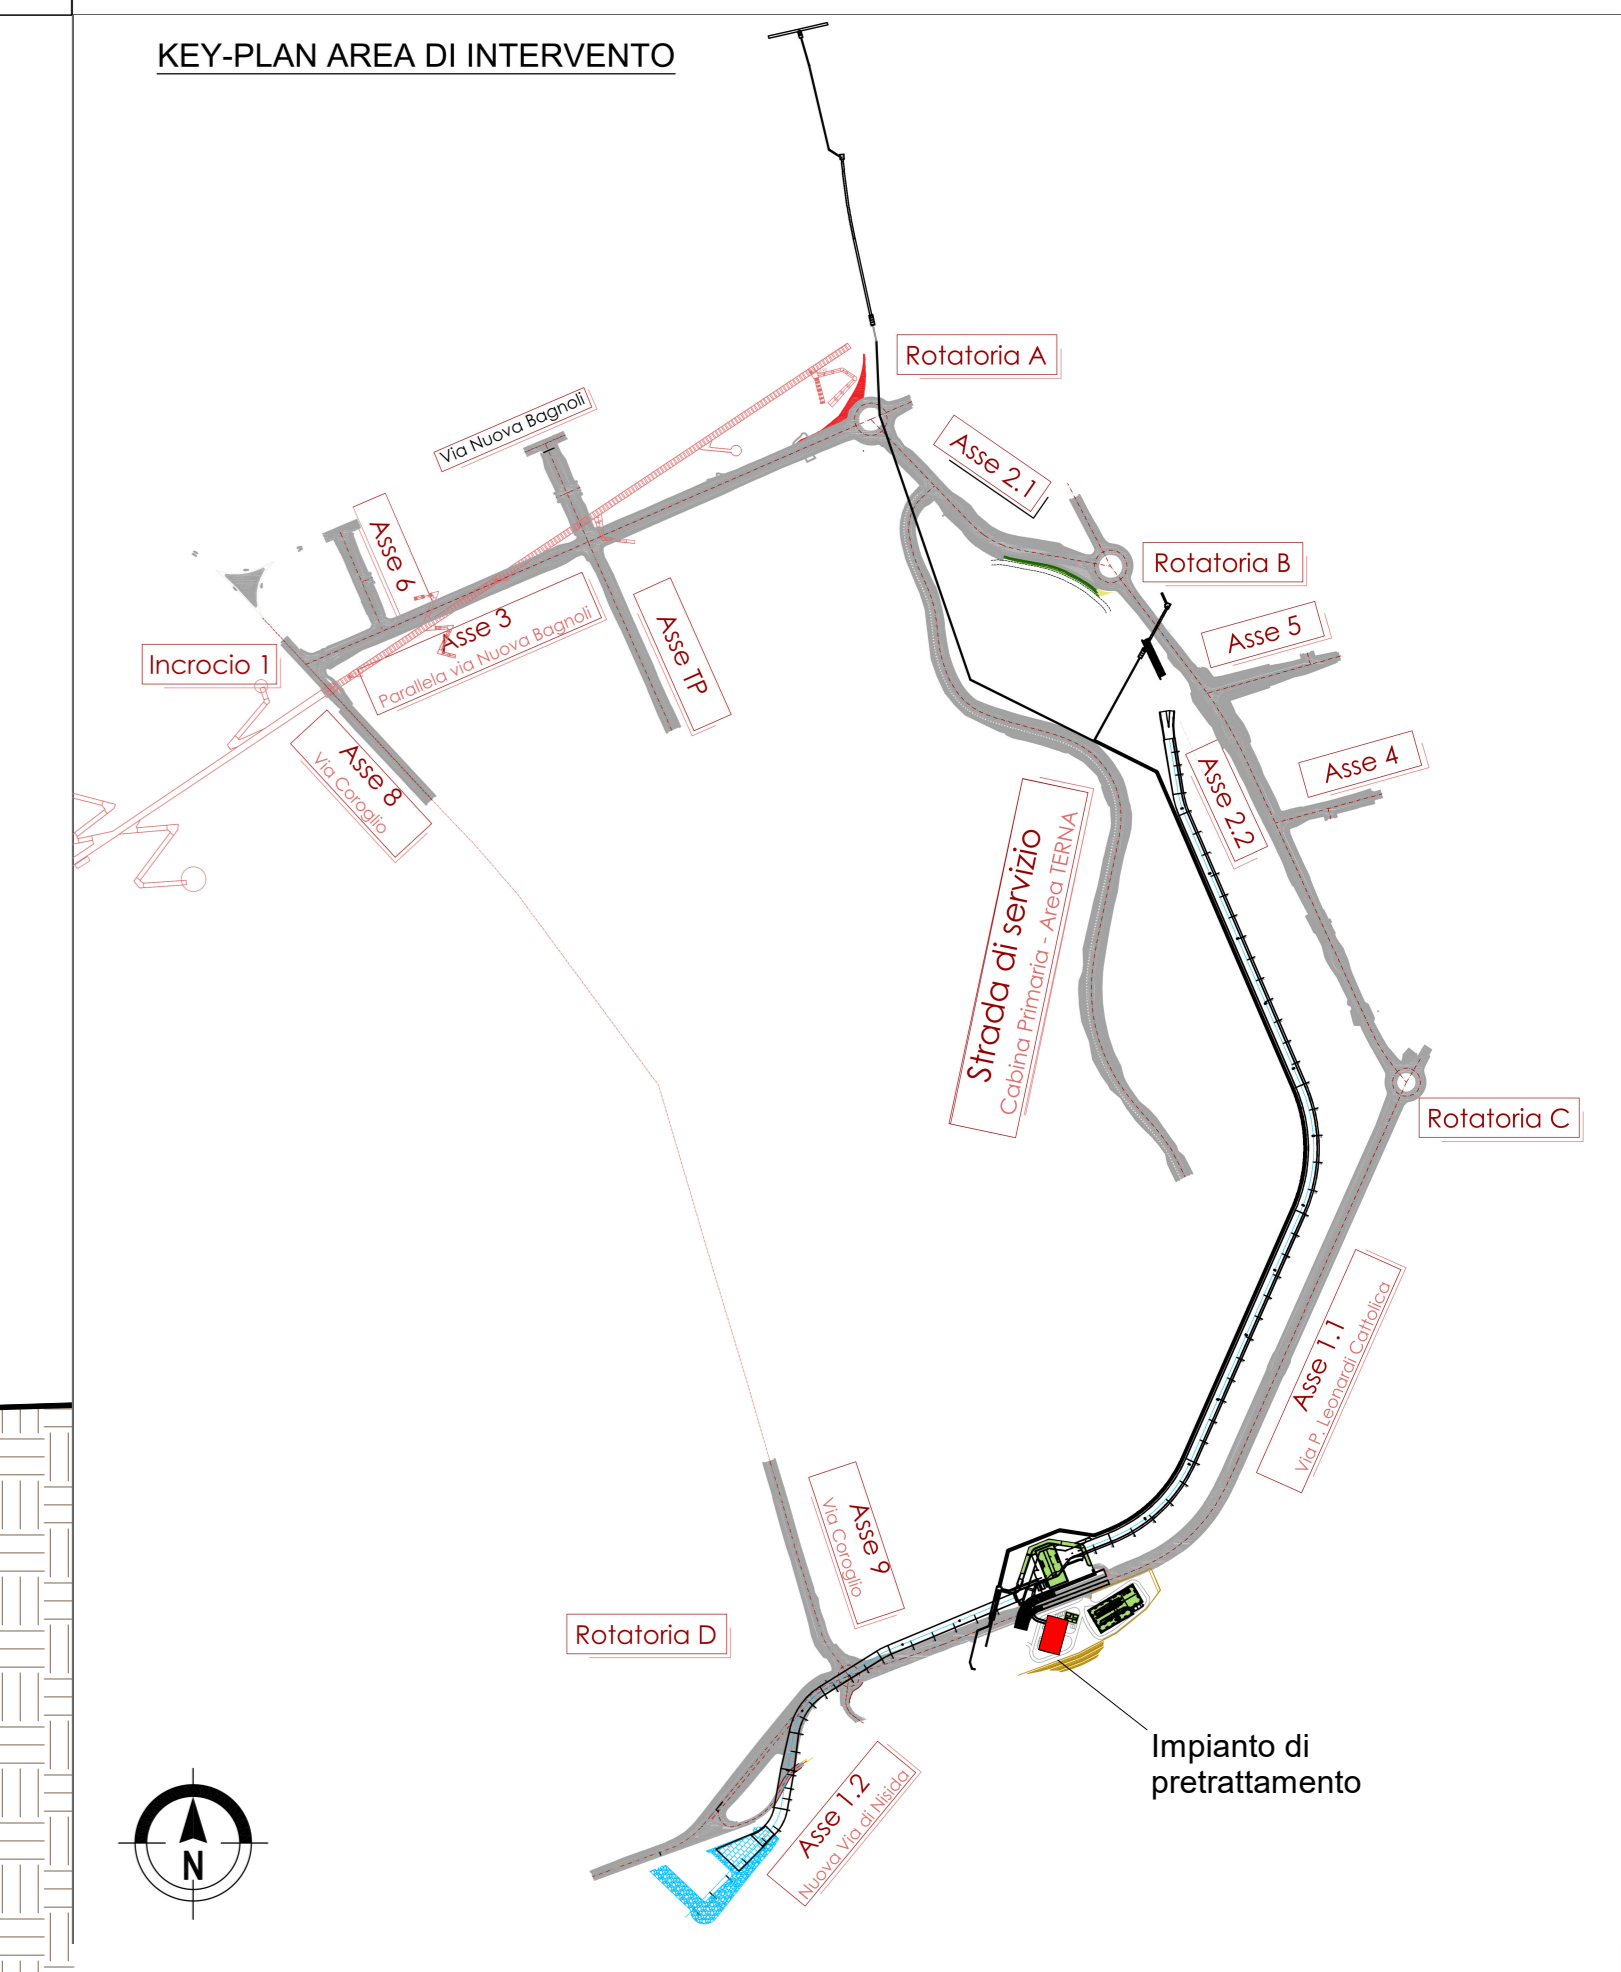 KEY-PLAN AREA DI INTERVENTO
Rotatoria A
Via Nuova Bagnoli
Asse 2.1
Asse 6
Rotatoria B
Asse 3
Parallela via Nuova Bagnoli
Asse TP
Asse 5
Incrocio 1
Asse 8
Via Coroglio
Asse 2.2
Asse 4
Strada di servizio
Cabina Primaria - Area TERNA
Rotatoria C
Asse 1.1
Via P. Leonardi Cattolica
Asse 9
Via Coroglio
Rotatoria D
Impianto di
pretrattamento
Asse 1.2
Nuova Via di Nisida
N